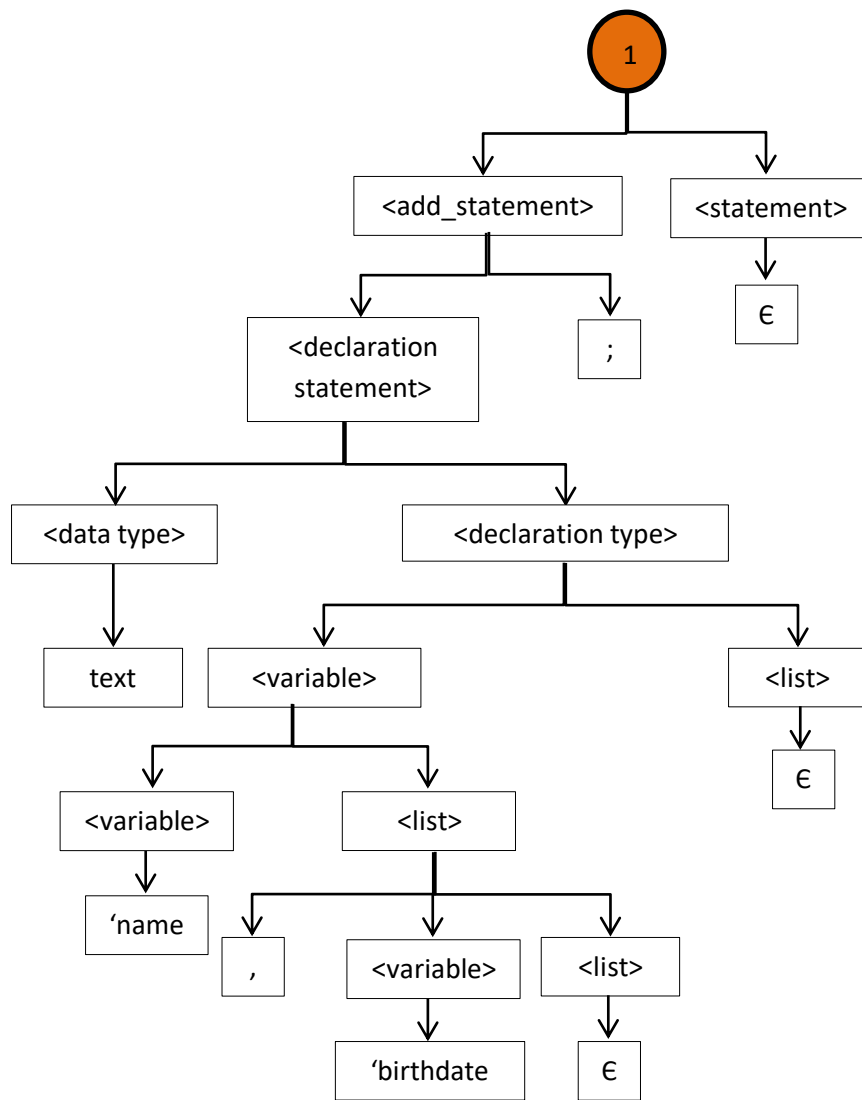 1
<add_statement>
<statement>
Є
<declaration
statement>
;
<data type>
<declaration type>
text
<variable>
<list>
Є
<variable>
<list>
‘name
,
<variable>
<list>
‘birthdate
Є